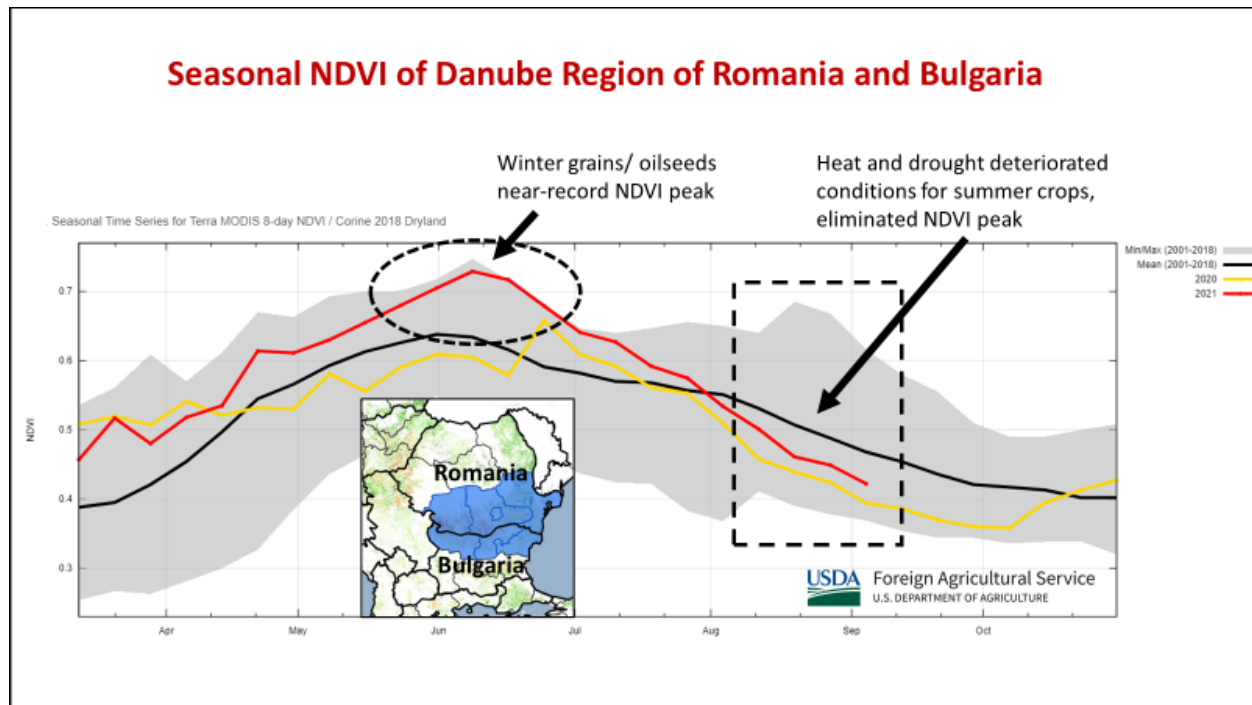 Seasonal NDVI of Danube Region of Romania and Bulgaria
Winter grains/ oilseeds
near-record NDVI peak
Heat and drought deteriorated
conditions for summer crops,
eliminated NDVI peak
. Seasonal Time Series for Terra MODIS 8-day NDVI / Corine 2018 Dryland
Min/Max (2001-2018)
Mean (2001-2018)
2020
2021
NDVI
0.7
0.6
0.5
0.4
0.3
Romania
Bulgaria
USDA
Foreign Agricultural Service
U.S. DEPARTMENT OF AGRICULTURE
Apr
May
Jun
Jul
Aug
Sep
Oct